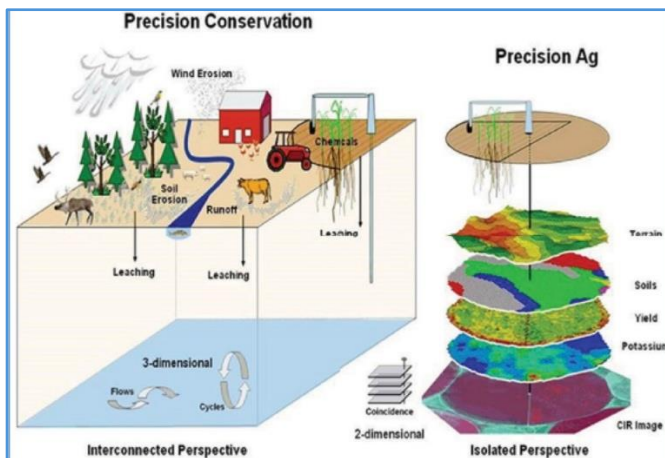 Precision Conservation
Precision Ag
Wind Erosion
Chemcals
Soil
Erosion
Runoff
Leaching
Leaching
Leaching
Terrain
Soils
Yield
Potassium
CIR Image
3-dimensional
Flows
Cycles
Coincidence
2-dimensional
Interconnected Perspective
Isolated Perspective